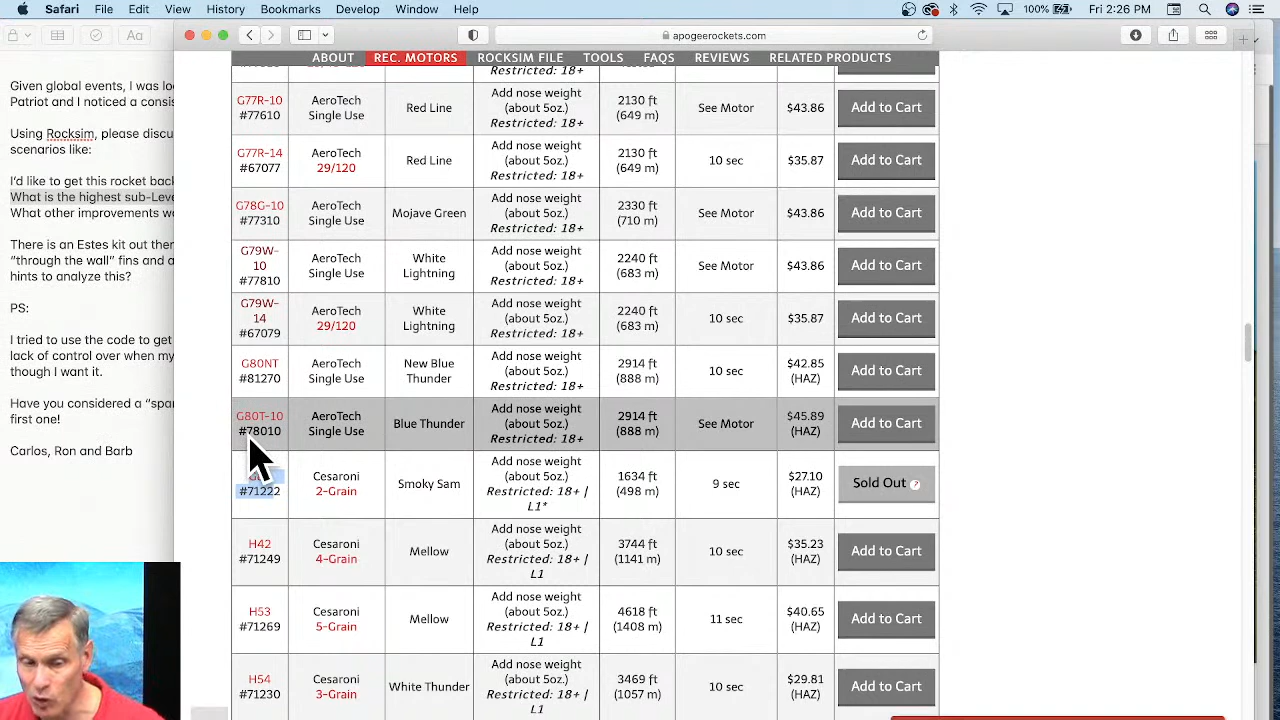 Safari File Edit View History Bookmarks Develop Window Help 100% Fri 2:26 PM
Aa apogeerockets.com
ABOUT REC. MOTORS ROCKSIM FILE TOOLS FAQS REVIEWS RELATED PRODUCTS
Given global events, I was loo
Patriot and I noticed a consis
Using Rocksim, please discu
scenarios like:
I'd like to get this rocket back
What is the highest sub-Leve
What other improvements wo
There is an Estes kit out then
"through the wall" fins and a
hints to analyze this?
PS:
I tried to use the code to get
lack of control over when my
though I want it.
Have you considered a "spar
first one!
Carlos, Ron and Barb
Restricted: 18+
G77R-10 #77610 AeroTech Single Use Red Line Add nose weight (about 5oz.) Restricted: 18+ 2130 ft (649 m) See Motor $43.86 Add to Cart
G77R-14 #67077 AeroTech 29/120 Red Line Add nose weight (about 5oz.) Restricted: 18+ 2130 ft (649 m) 10 sec $35.87 Add to Cart
G78G-10 #77310 AeroTech Single Use Mojave Green Add nose weight (about 5oz.) Restricted: 18+ 2330 ft (710 m) See Motor $43.86 Add to Cart
G79W-10 #77810 AeroTech Single Use White Lightning Add nose weight (about 5oz.) Restricted: 18+ 2240 ft (683 m) See Motor $43.86 Add to Cart
G79W-14 #67079 AeroTech 29/120 White Lightning Add nose weight (about 5oz.) Restricted: 18+ 2240 ft (683 m) 10 sec $35.87 Add to Cart
G80NT #81270 AeroTech Single Use New Blue Thunder Add nose weight (about 5oz.) Restricted: 18+ 2914 ft (888 m) 10 sec $42.85 (HAZ) Add to Cart
G80T-10 #78010 AeroTech Single Use Blue Thunder Add nose weight (about 5oz.) Restricted: 18+ 2914 ft (888 m) See Motor $45.89 (HAZ) Add to Cart
#71222 Cesaroni 2-Grain Smoky Sam Add nose weight (about 5oz.) Restricted: 18+ | L1* 1634 ft (498 m) 9 sec $27.10 (HAZ) Sold Out
H42 #71249 Cesaroni 4-Grain Mellow Add nose weight (about 5oz.) Restricted: 18+ | L1 3744 ft (1141 m) 10 sec $35.23 (HAZ) Add to Cart
H53 #71269 Cesaroni 5-Grain Mellow Add nose weight (about 5oz.) Restricted: 18+ | L1 4618 ft (1408 m) 11 sec $40.65 (HAZ) Add to Cart
H54 #71230 Cesaroni 3-Grain White Thunder Add nose weight (about 5oz.) Restricted: 18+ | L1 3469 ft (1057 m) 10 sec $29.81 (HAZ) Add to Cart